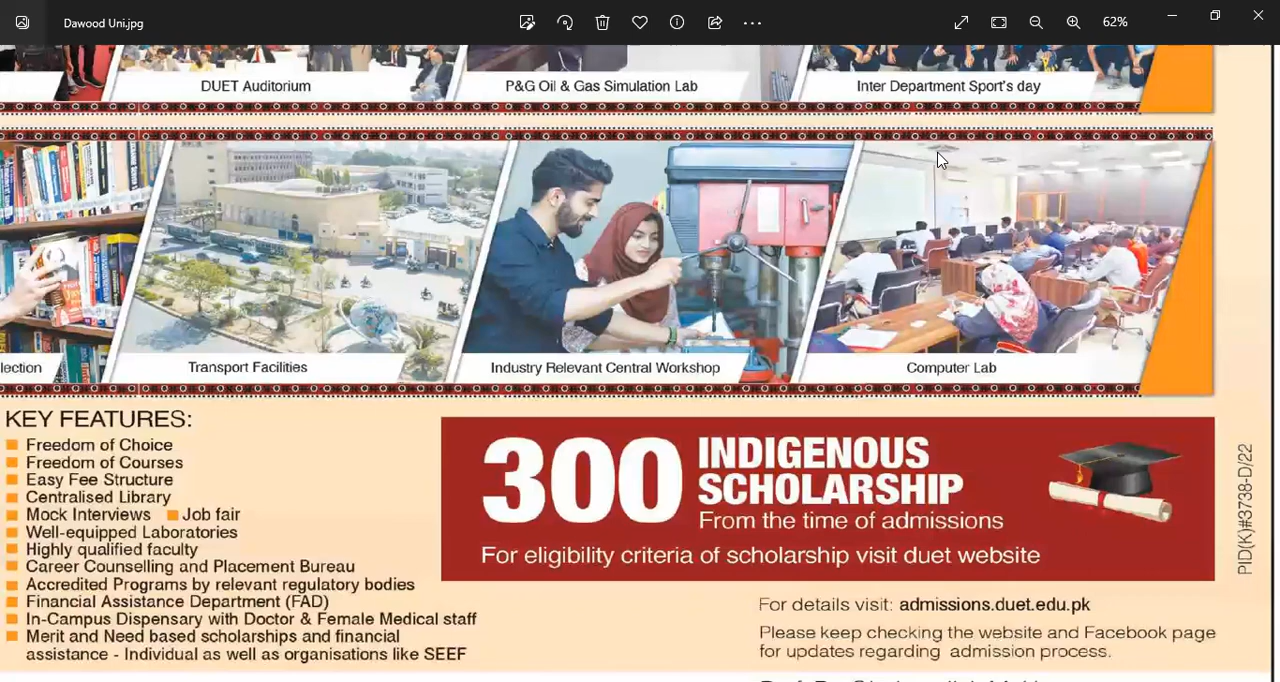 Dawood Uni.jpg
62%
DUET Auditorium
P&G Oil & Gas Simulation Lab
Inter Department Sport's day
lection
Transport Facilities
Industry Relevant Central Workshop
Computer Lab
KEY FEATURES:
Freedom of Choice
Freedom of Courses
Easy Fee Structure
Centralised Library
Mock Interviews Job fair
Well-equipped Laboratories
Highly qualified faculty
Career Counselling and Placement Bureau
Accredited Programs by relevant regulatory bodies
Financial Assistance Department (FAD)
In-Campus Dispensary with Doctor & Female Medical staff
Merit and Need based scholarships and financial
assistance - Individual as well as organisations like SEEF
300 INDIGENOUS
SCHOLARSHIP
From the time of admissions
For eligibility criteria of scholarship visit duet website
PID(K)#3738-D/22
For details visit: admissions.duet.edu.pk
Please keep checking the website and Facebook page
for updates regarding admission process.